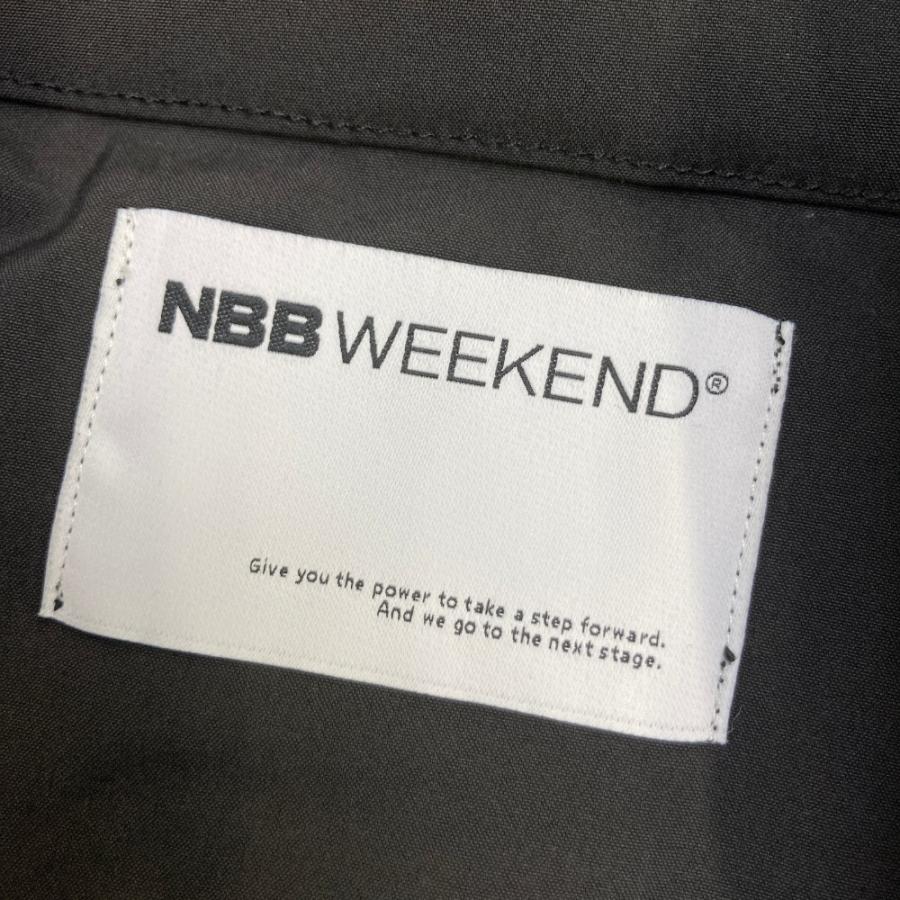 NBB WEEKEND®
Give you the power to take a step forward.
And we go to the next stage.